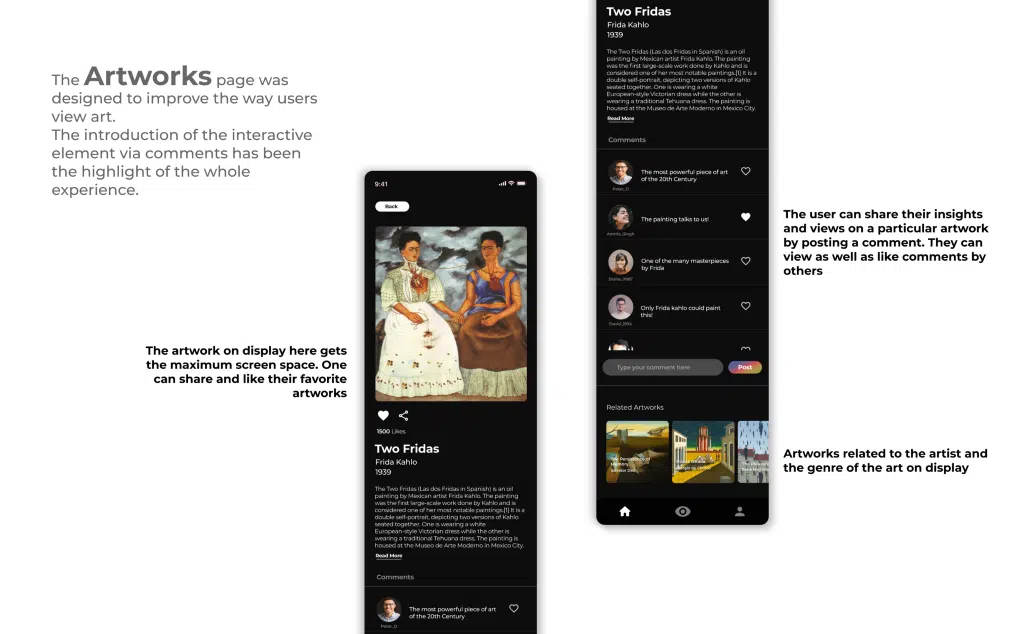 The Artworks page was
designed to improve the way users
view art.
The introduction of the interactive
element via comments has been
the highlight of the whole
experience.
The artwork on display here gets
the maximum screen space. One
can share and like their favorite
artworks
9:41
Back
1500 Likes
Two Fridas
Frida Kahlo
1939
The Two Fridas (Las dos Fridas in Spanish) is an oil
painting by Mexican artist Frida Kahlo. The painting
was the first large-scale work done by Kahlo and is
considered one of her most notable paintings.[1] It is a
double self-portrait, depicting two versions of Kahlo
seated together. One is wearing a white
European-style Victorian dress while the other is
wearing a traditional Tehuana dress. The painting is
housed at the Museo de Arte Moderno in Mexico City.
Read More
Comments
The most powerful piece of art
of the 20th Century
Peter_D
Two Fridas
Frida Kahlo
1939
The Two Fridas (Las dos Fridas in Spanish) is an oil
painting by Mexican artist Frida Kahlo. The painting
was the first large-scale work done by Kahlo and is
considered one of her most notable paintings.[1] It is a
double self-portrait, depicting two versions of Kahlo
seated together. One is wearing a white
European-style Victorian dress while the other is
wearing a traditional Tehuana dress. The painting is
housed at the Museo de Arte Moderno in Mexico City.
Read More
Comments
The most powerful piece of art
of the 20th Century
Peter_D
The painting talks to us!
One of the many masterpieces
by Frida
Only Frida kahlo could paint
this!
Type your comment here
Post
Related Artworks
The Persistence of
Memory
The user can share their insights
and views on a particular artwork
by posting a comment. They can
view as well as like comments by
others
Artworks related to the artist and
the genre of the art on display